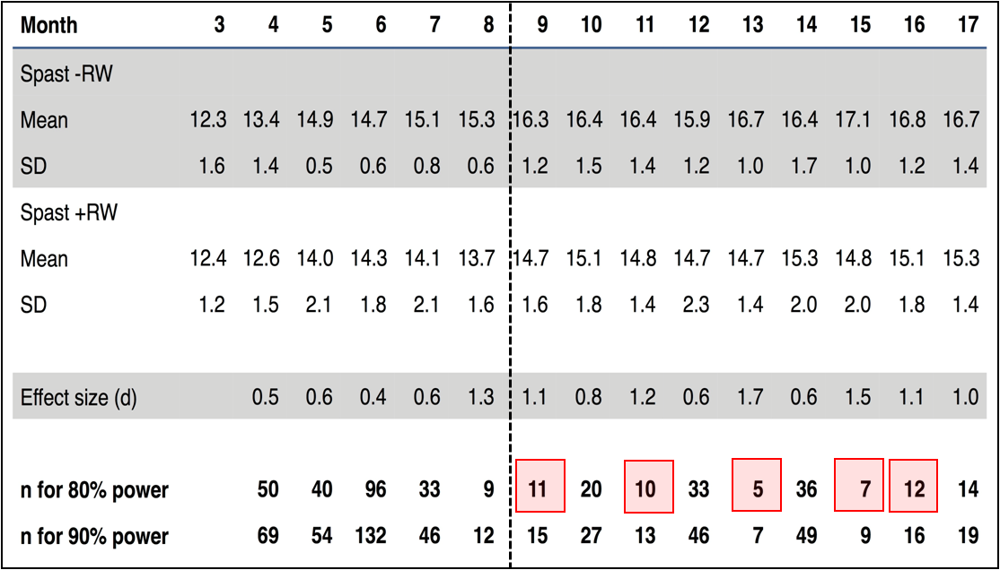 Month 3 4 5 6 7 8 9 10 11 12 13 14 15 16 17
Spast -RW
Mean 12.3 13.4 14.9 14.7 15.1 15.3 16.3 16.4 16.4 15.9 16.7 16.4 17.1 16.8 16.7
SD 1.6 1.4 0.5 0.6 0.8 0.6 1.2 1.5 1.4 1.2 1.0 1.7 1.0 1.2 1.4
Spast +RW
Mean 12.4 12.6 14.0 14.3 14.1 13.7 14.7 15.1 14.8 14.7 14.7 15.3 14.8 15.1 15.3
SD 1.2 1.5 2.1 1.8 2.1 1.6 1.6 1.8 1.4 2.3 1.4 2.0 2.0 1.8 1.4
Effect size (d) 0.5 0.6 0.4 0.6 1.3 1.1 0.8 1.2 0.6 1.7 0.6 1.5 1.1 1.0
n for 80% power 50 40 96 33 9 11 20 10 33 5 36 7 12 14
n for 90% power 69 54 132 46 12 15 27 13 46 7 49 9 16 19